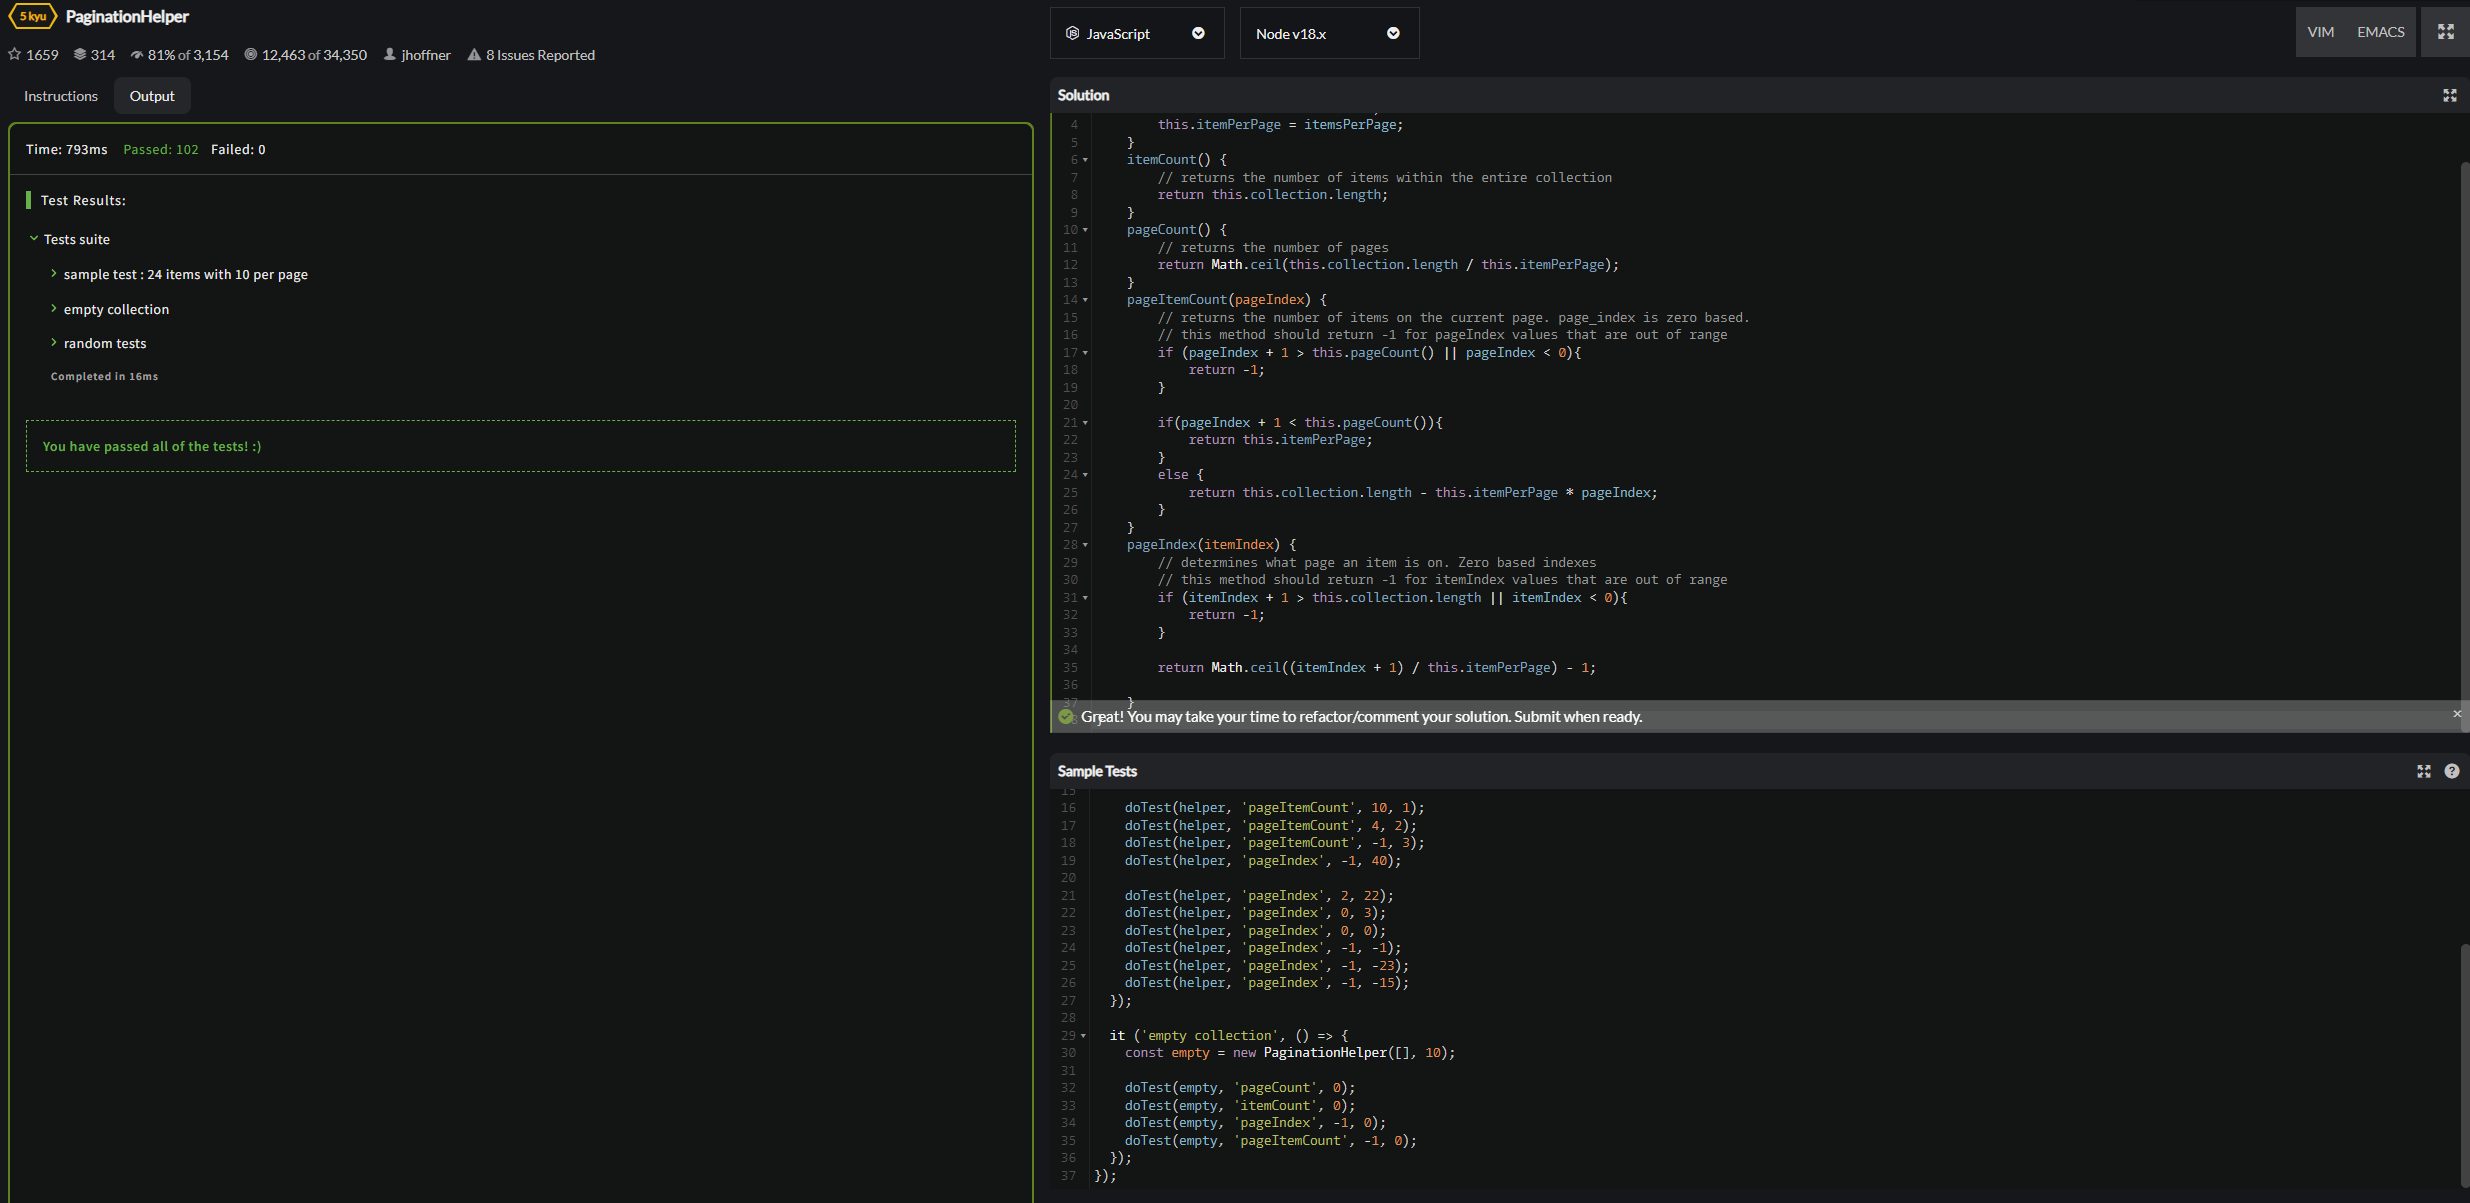 5 kyu PaginationHelper
1659 314 81% of 3,154 12,463 of 34,350 jhoffner 8 Issues Reported
Instructions Output
Time: 793ms Passed: 102 Failed: 0
Test Results:
Tests suite
sample test : 24 items with 10 per page
empty collection
random tests
Completed in 16ms
You have passed all of the tests! :)
JavaScript Node v18.x VIM EMACS
Solution
4 this.itemPerPage = itemsPerPage;
5 }
6 itemCount() {
7 // returns the number of items within the entire collection
8 return this.collection.length;
9 }
10 pageCount() {
11 // returns the number of pages
12 return Math.ceil(this.collection.length / this.itemPerPage);
13 }
14 pageItemCount(pageIndex) {
15 // returns the number of items on the current page. page_index is zero based.
16 // this method should return -1 for pageIndex values that are out of range
17 if (pageIndex + 1 > this.pageCount() || pageIndex < 0){
18 return -1;
19 }
20
21 if(pageIndex + 1 < this.pageCount()){
22 return this.itemPerPage;
23 }
24 else {
25 return this.collection.length - this.itemPerPage * pageIndex;
26 }
27 }
28 pageIndex(itemIndex) {
29 // determines what page an item is on. Zero based indexes
30 // this method should return -1 for itemIndex values that are out of range
31 if (itemIndex + 1 > this.collection.length || itemIndex < 0){
32 return -1;
33 }
34
35 return Math.ceil((itemIndex + 1) / this.itemPerPage) - 1;
36
37 }
Great! You may take your time to refactor/comment your solution. Submit when ready.
Sample Tests
15
16 doTest(helper, 'pageItemCount', 10, 1);
17 doTest(helper, 'pageItemCount', 4, 2);
18 doTest(helper, 'pageItemCount', -1, 3);
19 doTest(helper, 'pageIndex', -1, 40);
20
21 doTest(helper, 'pageIndex', 2, 22);
22 doTest(helper, 'pageIndex', 0, 3);
23 doTest(helper, 'pageIndex', 0, 0);
24 doTest(helper, 'pageIndex', -1, -1);
25 doTest(helper, 'pageIndex', -1, -23);
26 doTest(helper, 'pageIndex', -1, -15);
27 });
28
29 it ('empty collection', () => {
30 const empty = new PaginationHelper([], 10);
31
32 doTest(empty, 'pageCount', 0);
33 doTest(empty, 'itemCount', 0);
34 doTest(empty, 'pageIndex', -1, 0);
35 doTest(empty, 'pageItemCount', -1, 0);
36 });
37 });